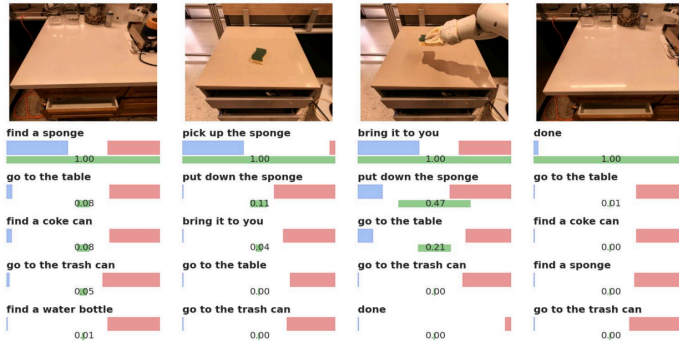 find a sponge
1.00
go to the table
0.08
find a coke can
0.08
go to the trash can
0.05
find a water bottle
0.01
pick up the sponge
1.00
put down the sponge
0.11
bring it to you
0.04
go to the table
0.00
go to the trash can
0.00
bring it to you
1.00
put down the sponge
0.47
go to the table
0.21
go to the trash can
0.00
done
0.00
done
1.00
go to the table
0.01
find a coke can
0.00
find a sponge
0.00
go to the trash can
0.00